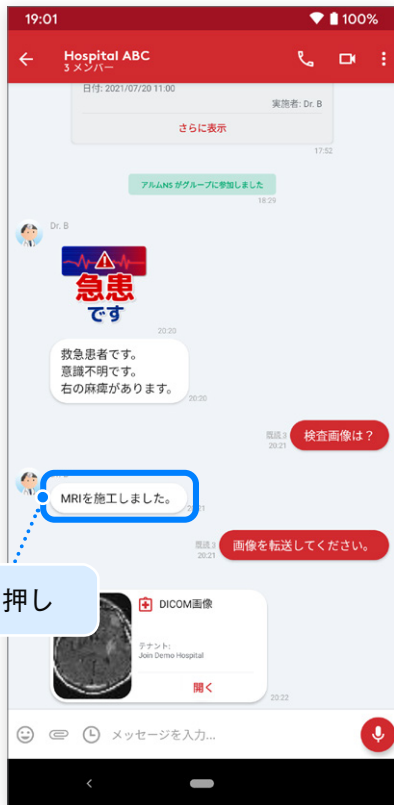 19:01
100%
Hospital ABC
3 メンバー
日付: 2021/07/20 11:00
実施者: Dr. B
さらに表示
17:52
アルムNS がグループに参加しました
18:29
Dr. B
急患
です
20:20
救急患者です。
意識不明です。
右の麻痺があります。
20:20
既読 3
20:21
検査画像は？
MRIを施工しました。
既読 3
20:21
画像を転送してください。
押し
DICOM画像
テナント:
Join Demo Hospital
開く
20:22
メッセージを入力...